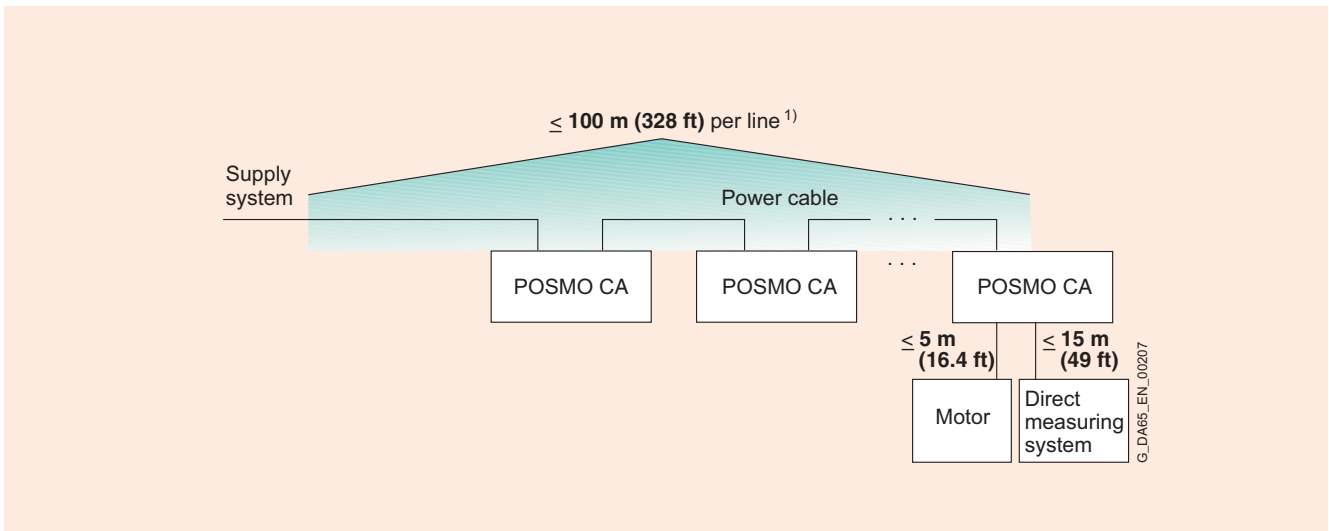 ≤ 100 m (328 ft) per line 1)
Supply
system
Power cable
. . .
. . .
POSMO CA
POSMO CA
POSMO CA
≤ 5 m
(16.4 ft)
≤ 15 m
(49 ft)
Motor
Direct
measuring
system
G_DA65_EN_00207